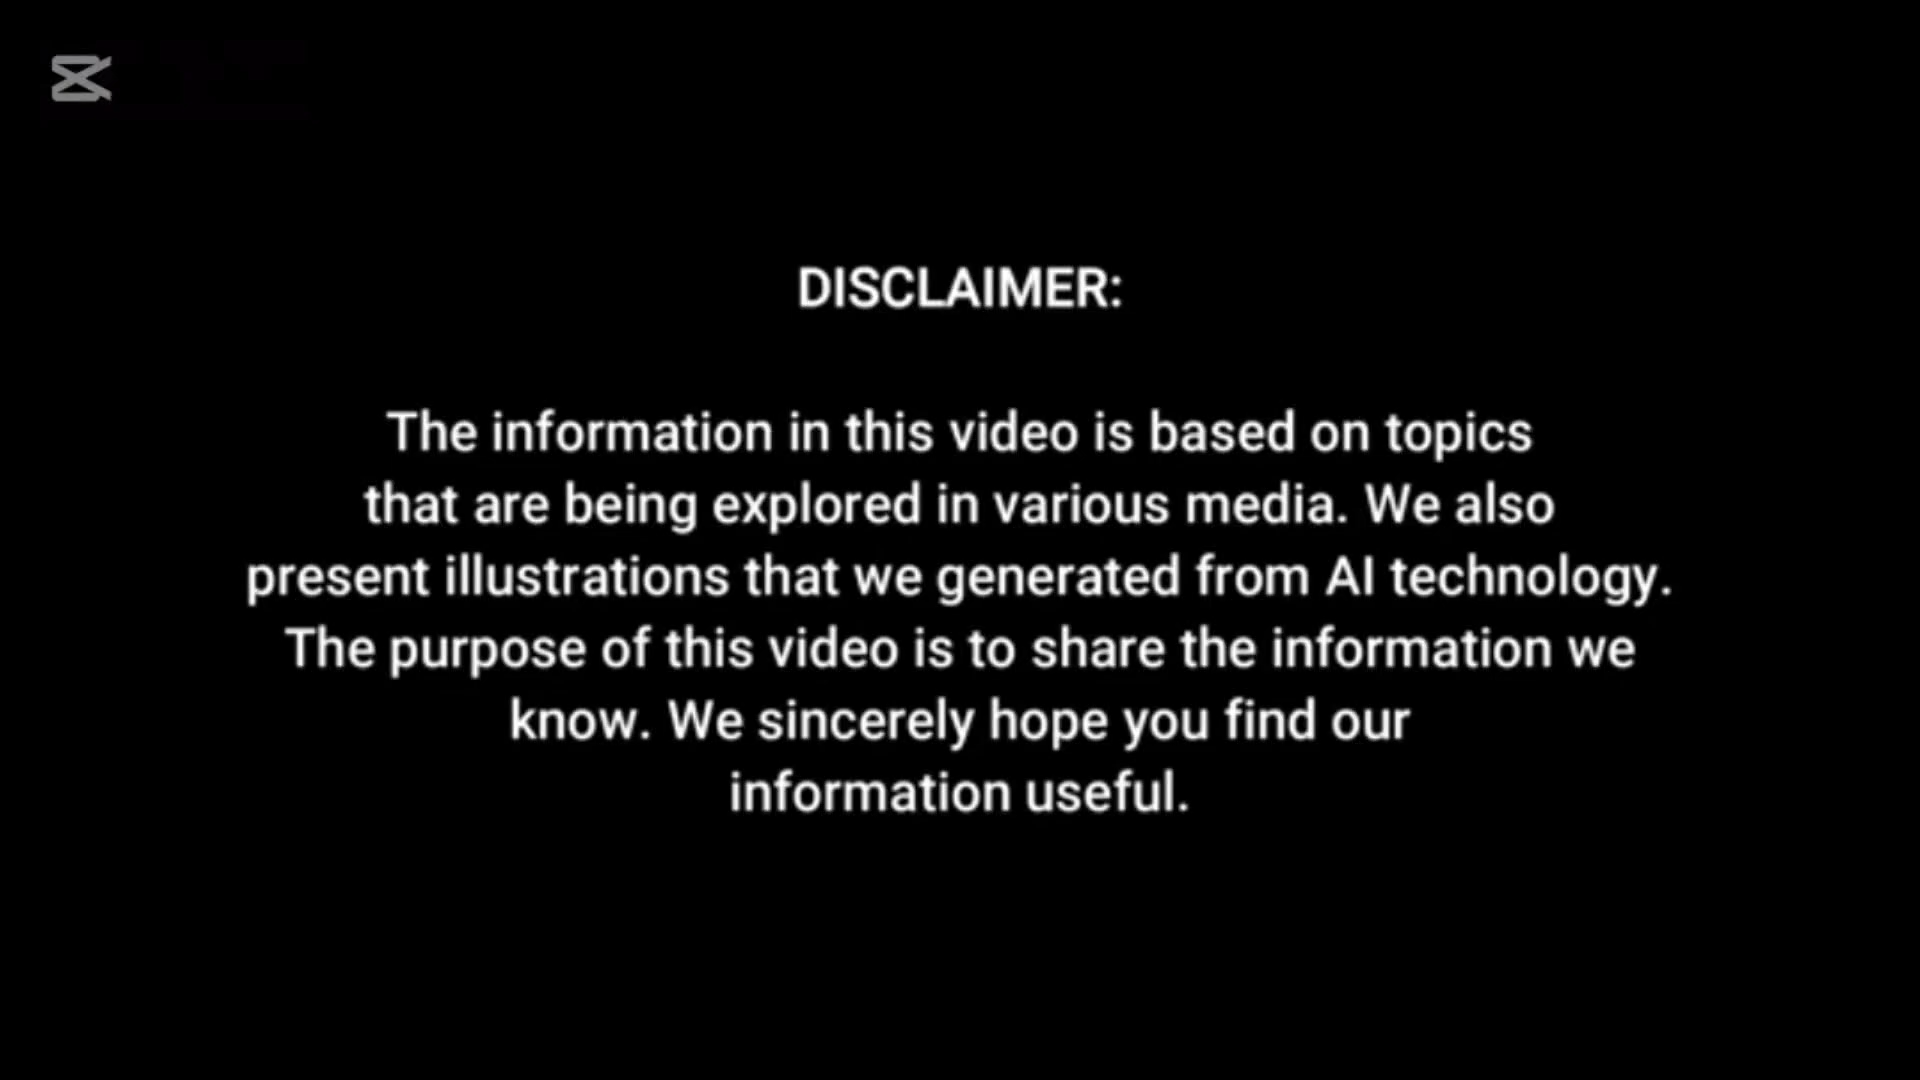 DISCLAIMER:
The information in this video is based on topics
that are being explored in various media. We also
present illustrations that we generated from AI technology.
The purpose of this video is to share the information we
know. We sincerely hope you find our
information useful.